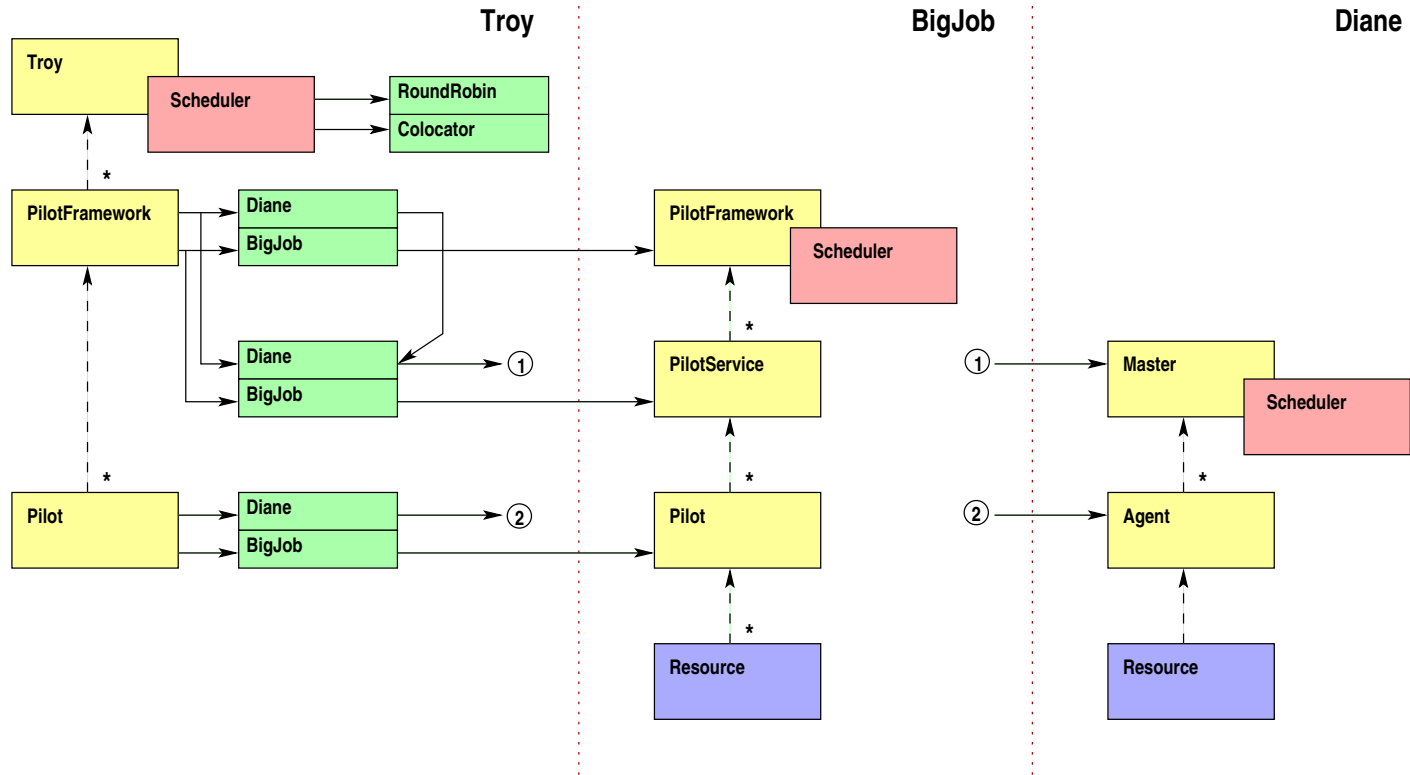 Troy
BigJob
Diane
Troy
Scheduler
RoundRobin
Colocator
*
PilotFramework
Diane
BigJob
PilotFramework
Scheduler
*
Diane
BigJob
1
PilotService
1
Master
Scheduler
*
*
*
Pilot
Diane
BigJob
2
Pilot
2
Agent
*
Resource
Resource